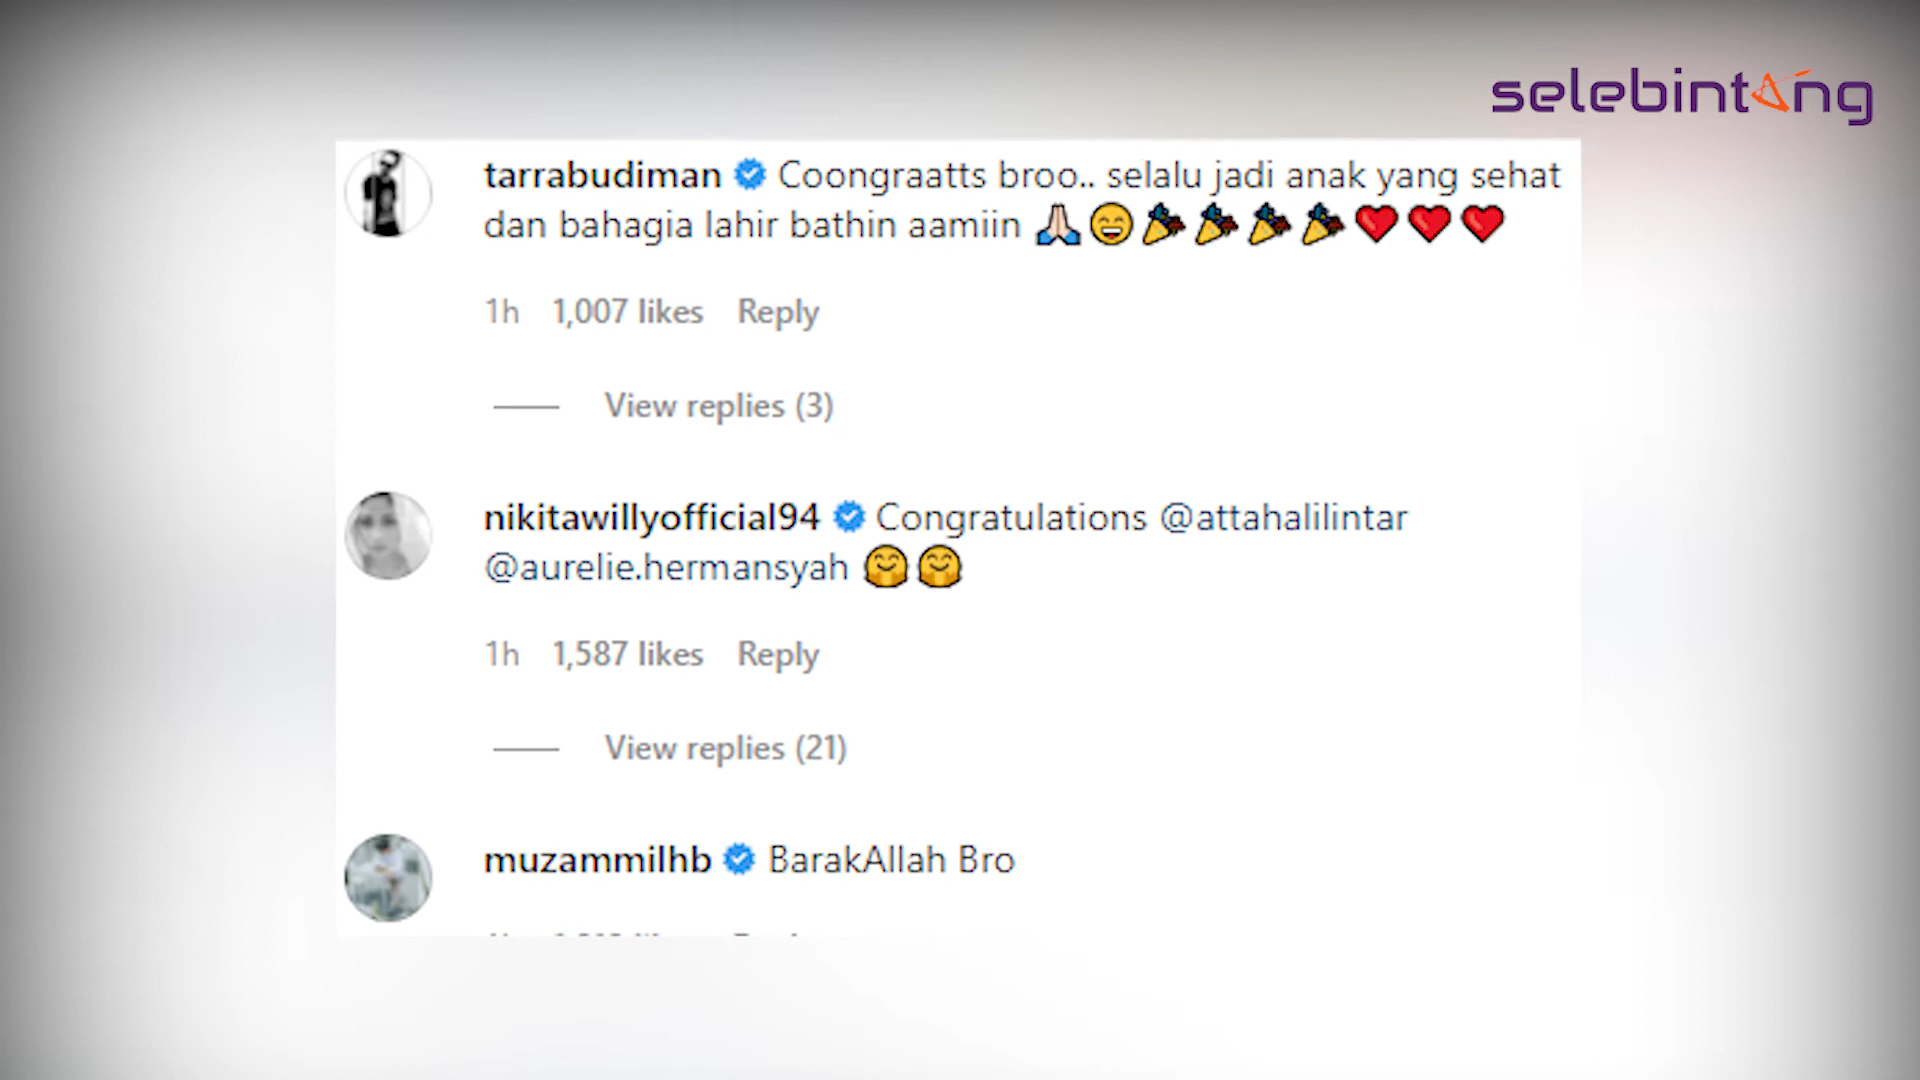 selebintang
tarrabudiman Coongraatts broo.. selalu jadi anak yang sehat
dan bahagia lahir bathin aamiin 🙏🏻😄🎉🎉🎉🎉❤️❤️❤️
1h 1,007 likes Reply
View replies (3)
nikitawillyofficial94 Congratulations @attahalilintar
@aurelie.hermansyah 🤗🤗
1h 1,587 likes Reply
View replies (21)
muzammilhb BarakAllah Bro